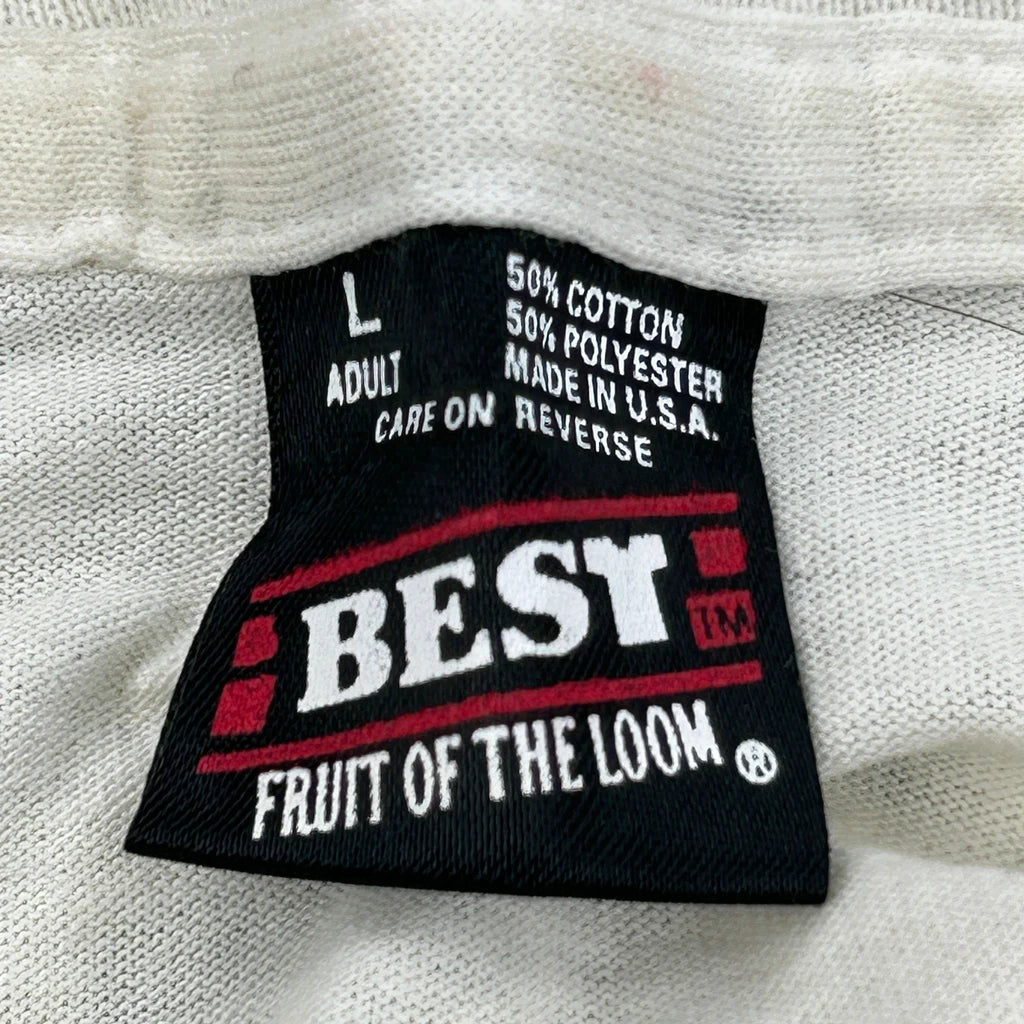 L
ADULT
50% COTTON
50% POLYESTER
MADE IN U.S.A.
CARE ON REVERSE
BEST
TM
FRUIT OF THE LOOM ®